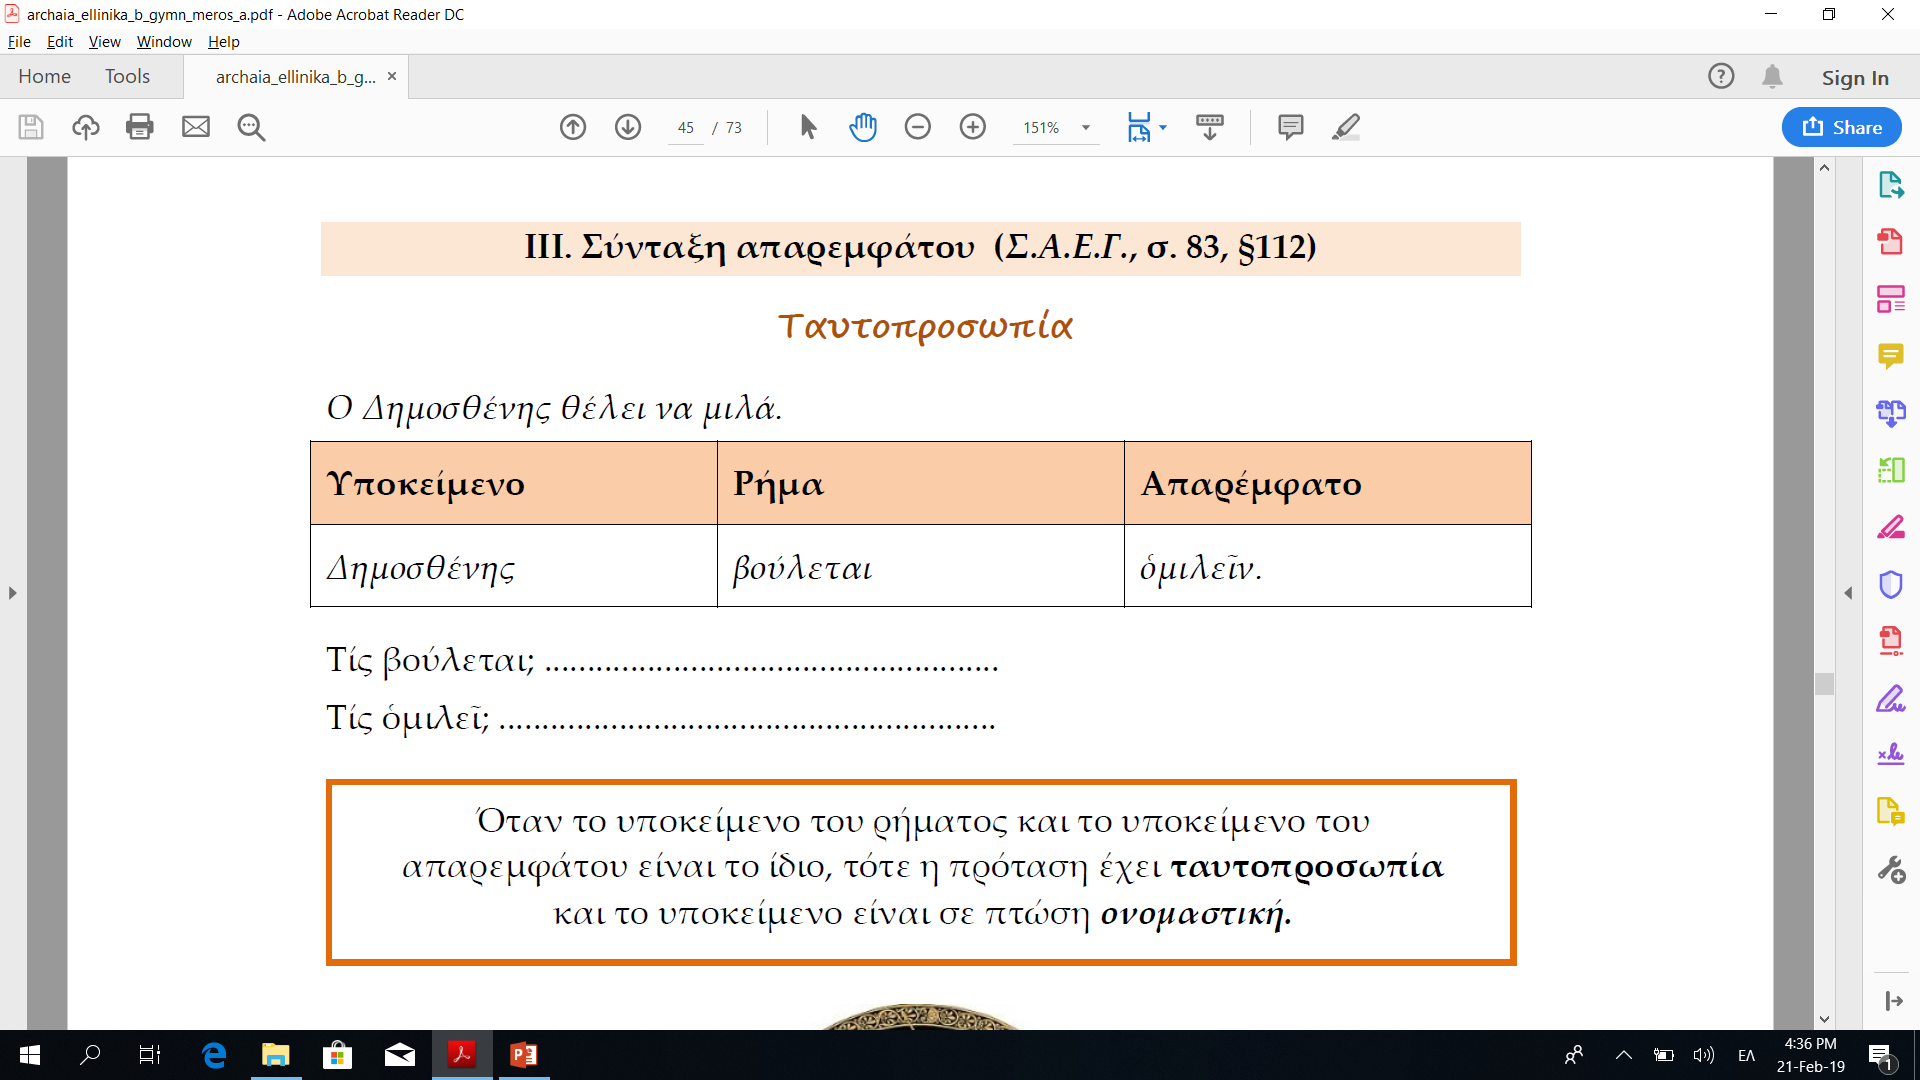 archaia_ellinika_b_gymn_meros_a.pdf - Adobe Acrobat Reader DC
File Edit View Window Help
Home Tools archaia_ellinika_b_g... × Sign In
45 / 73 151% Share
III. Σύνταξη απαρεμφάτου (Σ.Α.Ε.Γ., σ. 83, §112)
Ταυτοπροσωπία
Ο Δημοσθένης θέλει να μιλά.
Υποκείμενο Ρήμα Απαρέμφατο
Δημοσθένης βούλεται ὁμιλεῖν.
Τίς βούλεται; .....................................................
Τίς ὁμιλεῖ; ..........................................................
Όταν το υποκείμενο του ρήματος και το υποκείμενο του
απαρεμφάτου είναι το ίδιο, τότε η πρόταση έχει ταυτοπροσωπία
και το υποκείμενο είναι σε πτώση ονομαστική.
ΕΛ 4:36 PM
21-Feb-19 1